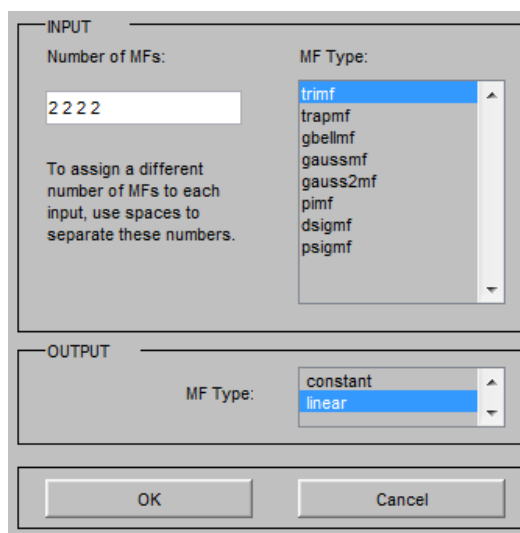 INPUT
Number of MFs:
2 2 2 2
To assign a different
number of MFs to each
input, use spaces to
separate these numbers.
MF Type:
trimf
trapmf
gbellmf
gaussmf
gauss2mf
pimf
dsigmf
psigmf
OUTPUT
MF Type:
constant
linear
OK
Cancel